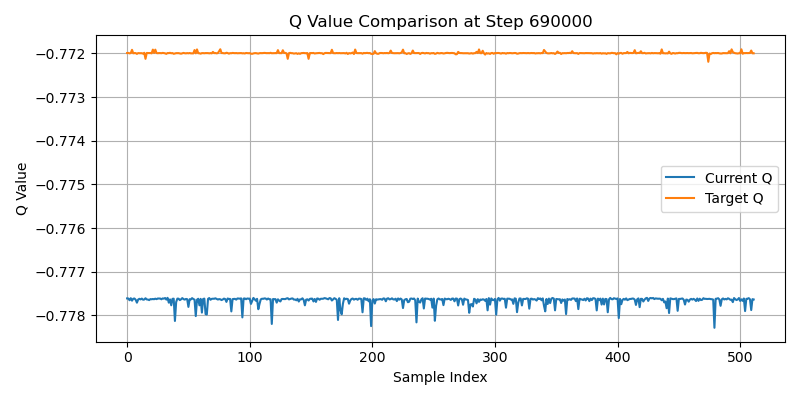 Q Value Comparison at Step 690000
Q Value
−0.772
−0.773
−0.774
−0.775
−0.776
−0.777
−0.778
Current Q
Target Q
0
100
200
300
400
500
Sample Index